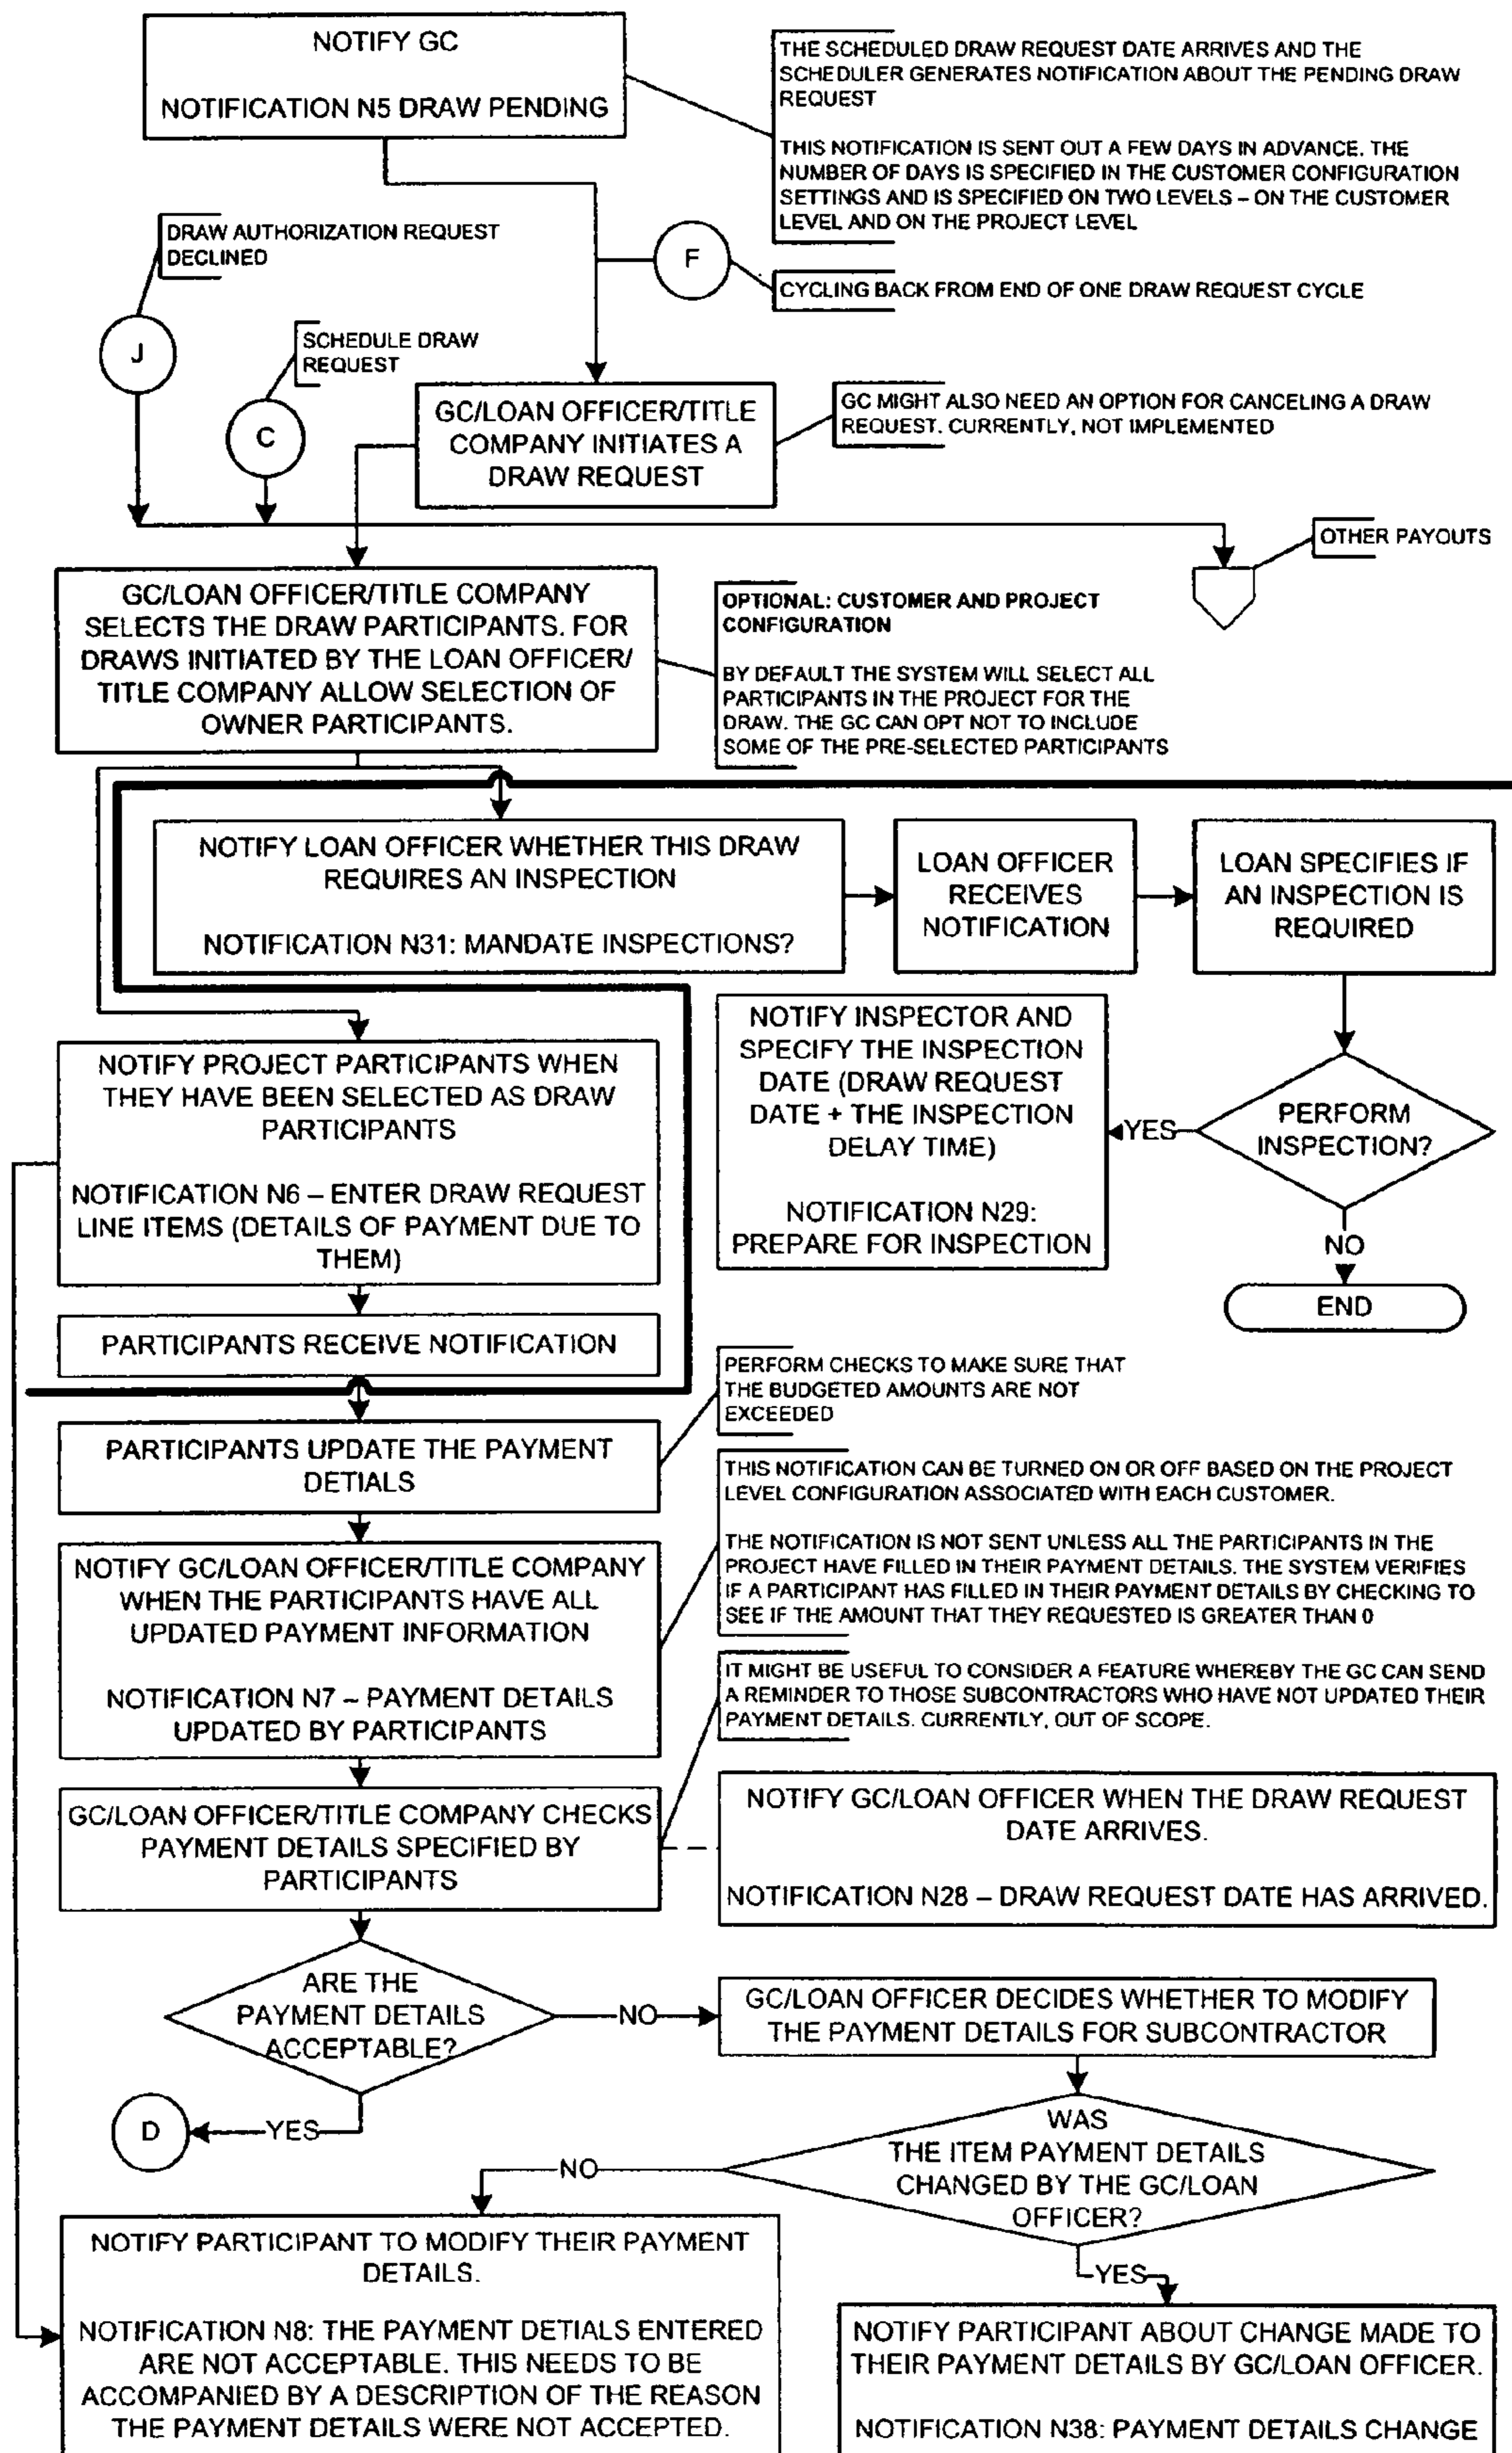 NOTIFY GC
NOTIFICATION N5 DRAW PENDING
THE SCHEDULED DRAW REQUEST DATE ARRIVES AND THE
SCHEDULER GENERATES NOTIFICATION ABOUT THE PENDING DRAW
REQUEST
THIS NOTIFICATION IS SENT OUT A FEW DAYS IN ADVANCE. THE
NUMBER OF DAYS IS SPECIFIED IN THE CUSTOMER CONFIGURATION
SETTINGS AND IS SPECIFIED ON TWO LEVELS – ON THE CUSTOMER
LEVEL AND ON THE PROJECT LEVEL
DRAW AUTHORIZATION REQUEST
DECLINED
F
CYCLING BACK FROM END OF ONE DRAW REQUEST CYCLE
J
SCHEDULE DRAW
REQUEST
C
GC/LOAN OFFICER/TITLE
COMPANY INITIATES A
DRAW REQUEST
GC MIGHT ALSO NEED AN OPTION FOR CANCELING A DRAW
REQUEST. CURRENTLY, NOT IMPLEMENTED
OTHER PAYOUTS
GC/LOAN OFFICER/TITLE COMPANY
SELECTS THE DRAW PARTICIPANTS. FOR
DRAWS INITIATED BY THE LOAN OFFICER/
TITLE COMPANY ALLOW SELECTION OF
OWNER PARTICIPANTS.
OPTIONAL: CUSTOMER AND PROJECT
CONFIGURATION
BY DEFAULT THE SYSTEM WILL SELECT ALL
PARTICIPANTS IN THE PROJECT FOR THE
DRAW. THE GC CAN OPT NOT TO INCLUDE
SOME OF THE PRE-SELECTED PARTICIPANTS
NOTIFY LOAN OFFICER WHETHER THIS DRAW
REQUIRES AN INSPECTION
NOTIFICATION N31: MANDATE INSPECTIONS?
LOAN OFFICER
RECEIVES
NOTIFICATION
LOAN SPECIFIES IF
AN INSPECTION IS
REQUIRED
NOTIFY INSPECTOR AND
SPECIFY THE INSPECTION
DATE (DRAW REQUEST
DATE + THE INSPECTION
DELAY TIME)
NOTIFICATION N29:
PREPARE FOR INSPECTION
YES
PERFORM
INSPECTION?
NO
END
NOTIFY PROJECT PARTICIPANTS WHEN
THEY HAVE BEEN SELECTED AS DRAW
PARTICIPANTS
NOTIFICATION N6 – ENTER DRAW REQUEST
LINE ITEMS (DETAILS OF PAYMENT DUE TO
THEM)
PARTICIPANTS RECEIVE NOTIFICATION
PERFORM CHECKS TO MAKE SURE THAT
THE BUDGETED AMOUNTS ARE NOT
EXCEEDED
PARTICIPANTS UPDATE THE PAYMENT
DETIALS
THIS NOTIFICATION CAN BE TURNED ON OR OFF BASED ON THE PROJECT
LEVEL CONFIGURATION ASSOCIATED WITH EACH CUSTOMER.
THE NOTIFICATION IS NOT SENT UNLESS ALL THE PARTICIPANTS IN THE
PROJECT HAVE FILLED IN THEIR PAYMENT DETAILS. THE SYSTEM VERIFIES
IF A PARTICIPANT HAS FILLED IN THEIR PAYMENT DETAILS BY CHECKING TO
SEE IF THE AMOUNT THAT THEY REQUESTED IS GREATER THAN 0
NOTIFY GC/LOAN OFFICER/TITLE COMPANY
WHEN THE PARTICIPANTS HAVE ALL
UPDATED PAYMENT INFORMATION
NOTIFICATION N7 – PAYMENT DETAILS
UPDATED BY PARTICIPANTS
IT MIGHT BE USEFUL TO CONSIDER A FEATURE WHEREBY THE GC CAN SEND
A REMINDER TO THOSE SUBCONTRACTORS WHO HAVE NOT UPDATED THEIR
PAYMENT DETAILS. CURRENTLY, OUT OF SCOPE.
GC/LOAN OFFICER/TITLE COMPANY CHECKS
PAYMENT DETAILS SPECIFIED BY
PARTICIPANTS
NOTIFY GC/LOAN OFFICER WHEN THE DRAW REQUEST
DATE ARRIVES.
NOTIFICATION N28 – DRAW REQUEST DATE HAS ARRIVED.
ARE THE
PAYMENT DETAILS
ACCEPTABLE?
NO
GC/LOAN OFFICER DECIDES WHETHER TO MODIFY
THE PAYMENT DETAILS FOR SUBCONTRACTOR
D
YES
WAS
THE ITEM PAYMENT DETAILS
CHANGED BY THE GC/LOAN
OFFICER?
NO
YES
NOTIFY PARTICIPANT TO MODIFY THEIR PAYMENT
DETAILS.
NOTIFICATION N8: THE PAYMENT DETIALS ENTERED
ARE NOT ACCEPTABLE. THIS NEEDS TO BE
ACCOMPANIED BY A DESCRIPTION OF THE REASON
THE PAYMENT DETAILS WERE NOT ACCEPTED.
NOTIFY PARTICIPANT ABOUT CHANGE MADE TO
THEIR PAYMENT DETAILS BY GC/LOAN OFFICER.
NOTIFICATION N38: PAYMENT DETAILS CHANGE